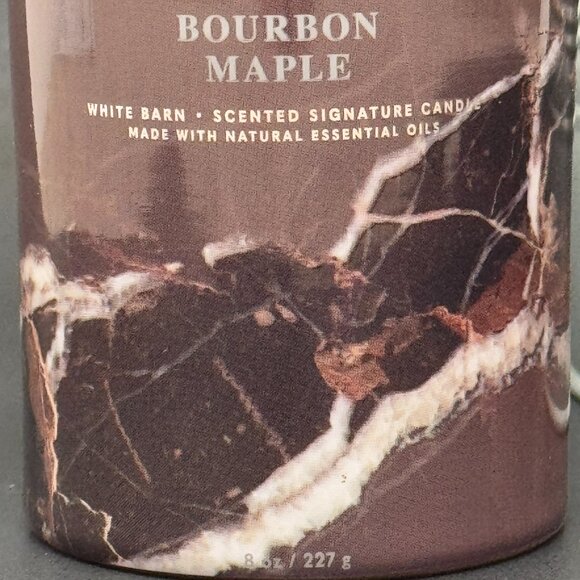 BOURBON
MAPLE
WHITE BARN • SCENTED SIGNATURE CANDLE
MADE WITH NATURAL ESSENTIAL OILS
8 oz / 227 g